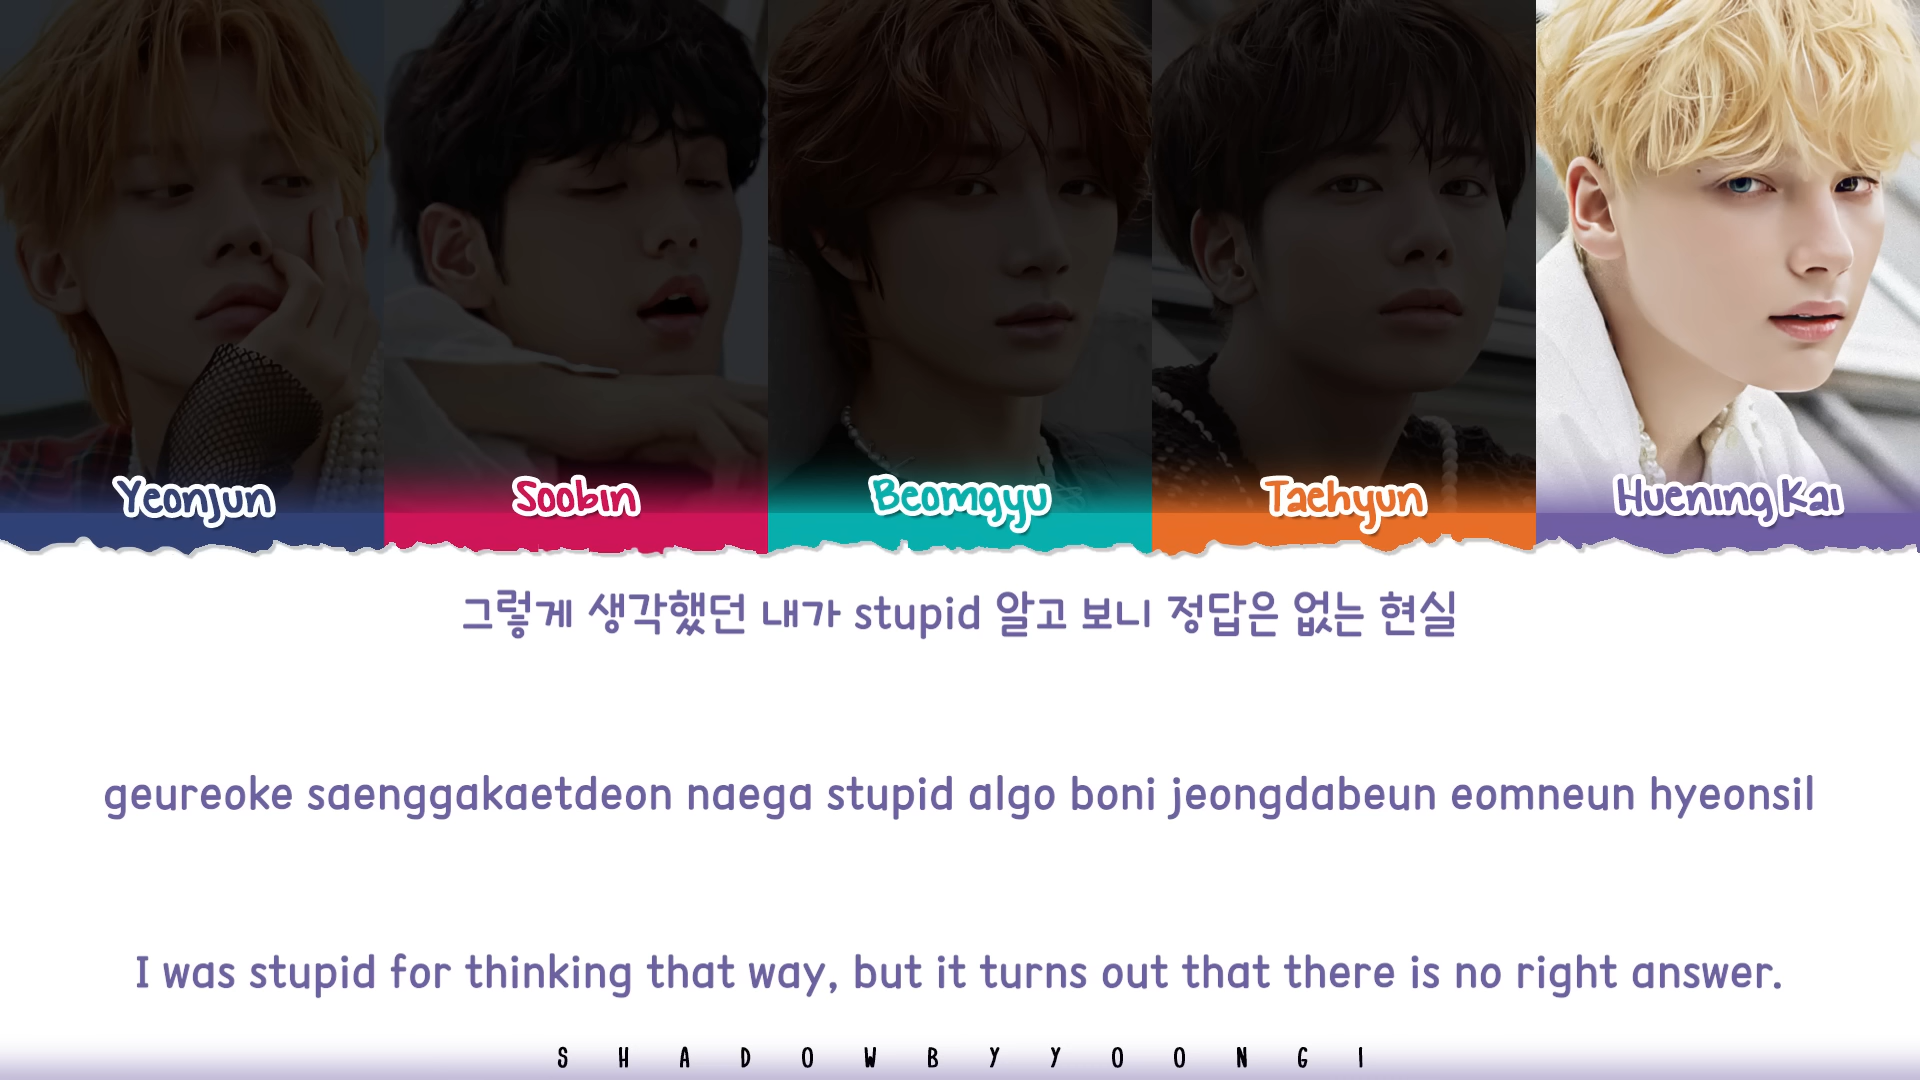 Yeonjun Soobin Beomgyu Taehyun Huening Kai
그렇게 생각했던 내가 stupid 알고 보니 정답은 없는 현실
geureoke saenggakaetdeon naega stupid algo boni jeongdabeun eomneun hyeonsil
I was stupid for thinking that way, but it turns out that there is no right answer.
SHADOWBYYOONGI